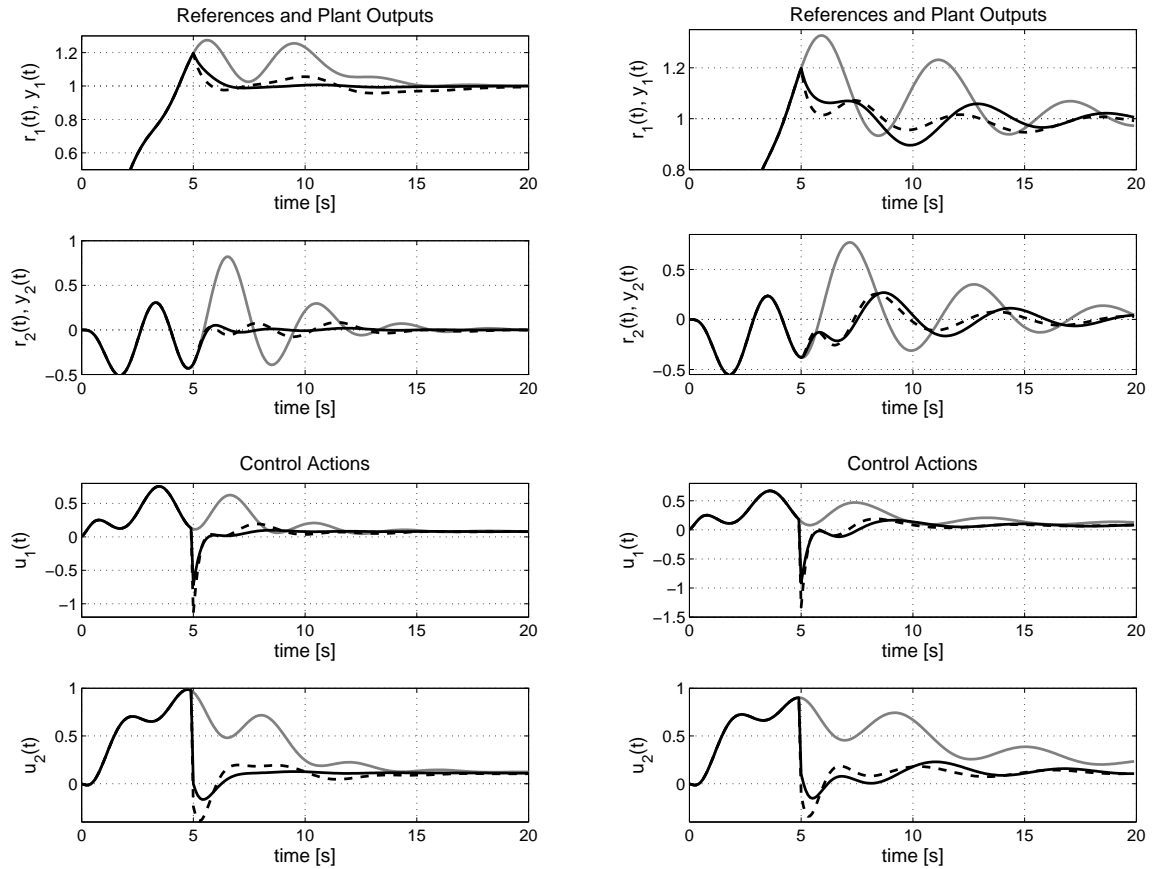 References and Plant Outputs
r_1(t), y_1(t)
1.2
1
0.8
0.6
0 5 10 15 20
time [s]
r_2(t), y_2(t)
1
0.5
0
−0.5
0 5 10 15 20
time [s]
Control Actions
u_1(t)
0.5
0
−0.5
−1
0 5 10 15 20
time [s]
u_2(t)
1
0.5
0
0 5 10 15 20
time [s]
References and Plant Outputs
r_1(t), y_1(t)
1.2
1
0.8
0 5 10 15 20
time [s]
r_2(t), y_2(t)
0.5
0
−0.5
0 5 10 15 20
time [s]
Control Actions
u_1(t)
0.5
0
−0.5
−1
−1.5
0 5 10 15 20
time [s]
u_2(t)
1
0.5
0
0 5 10 15 20
time [s]